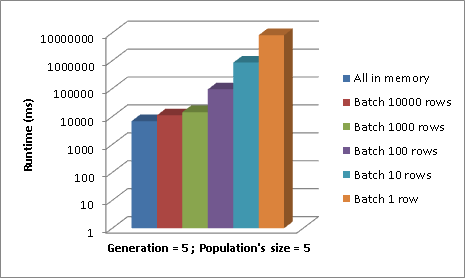 10000000
1000000
100000
10000
1000
100
10
1
Runtime (ms)
Generation = 5 ; Population's size = 5
All in memory
Batch 10000 rows
Batch 1000 rows
Batch 100 rows
Batch 10 rows
Batch 1 row